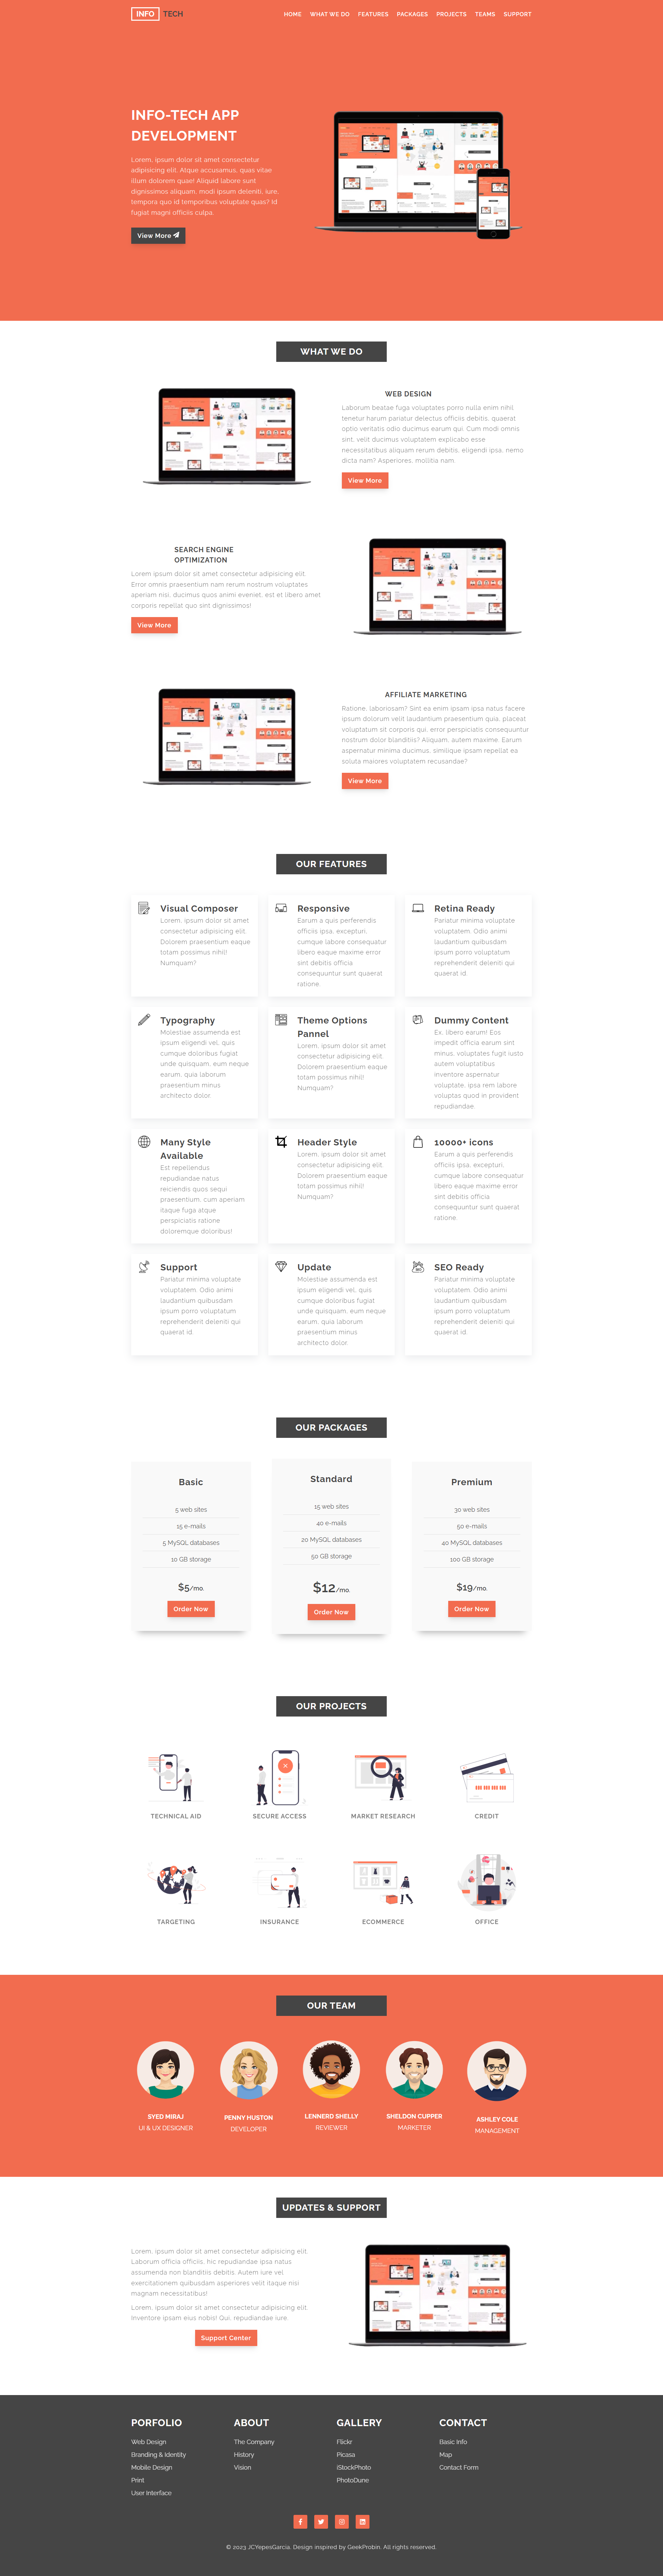 INFO TECH
HOME WHAT WE DO FEATURES PACKAGES PROJECTS TEAMS SUPPORT
INFO-TECH APP
DEVELOPMENT
Lorem, ipsum dolor sit amet consectetur
adipisicing elit. Atque accusamus, quas vitae
illum dolorem quae! Aliquid labore sunt
dignissimos aliquam, modi ipsum deleniti, iure,
tempora quo id temporibus voluptate quas? Id
fugiat magni officiis culpa.
View More
WHAT WE DO
WEB DESIGN
Laborum beatae fuga voluptates porro nulla enim nihil
tenetur harum pariatur delectus officiis debitis, quaerat
optio veritatis odio ducimus earum qui. Cum modi omnis
sint, velit ducimus voluptatem explicabo esse
necessitatibus aliquam rerum debitis, eligendi ipsa, nemo
dicta nam? Asperiores, mollitia nam.
View More
SEARCH ENGINE
OPTIMIZATION
Lorem ipsum dolor sit amet consectetur adipisicing elit.
Error omnis praesentium nam rerum nostrum voluptates
aperiam nisi, ducimus quos animi eveniet, est et libero amet
corporis repellat quo sint dignissimos!
View More
AFFILIATE MARKETING
Ratione, laboriosam? Sint ea enim ipsam ipsa natus facere
ipsum dolorum velit laudantium praesentium quia, placeat
voluptatum sit corporis qui, error perspiciatis consequuntur
nostrum dolor blanditiis? Aliquam, autem maxime. Earum
aspernatur minima ducimus, similique ipsam repellat ea
soluta maiores voluptatem recusandae?
View More
OUR FEATURES
Visual Composer
Lorem, ipsum dolor sit amet
consectetur adipisicing elit.
Dolorem praesentium eaque
totam possimus nihil!
Numquam?
Responsive
Earum a quis perferendis
officiis ipsa, excepturi,
cumque labore consequatur
libero eaque maxime error
sint debitis officia
consequuntur sunt quaerat
ratione.
Retina Ready
Pariatur minima voluptate
voluptatem. Odio animi
laudantium quibusdam
ipsum porro voluptatum
reprehenderit deleniti qui
quaerat id.
Typography
Molestiae assumenda est
ipsum eligendi vel, quis
cumque doloribus fugiat
unde quisquam, eum neque
earum, quia laborum
praesentium minus
architecto dolor.
Theme Options
Pannel
Lorem, ipsum dolor sit amet
consectetur adipisicing elit.
Dolorem praesentium eaque
totam possimus nihil!
Numquam?
Dummy Content
Ex, libero earum! Eos
impedit officia earum sint
minus, voluptates fugit iusto
autem voluptatibus
inventore aspernatur
voluptate, ipsa rem labore
voluptas quod in provident
repudiandae.
Many Style
Available
Est repellendus
repudiandae natus
reiciendis quos sequi
praesentium, cum aperiam
itaque fuga atque
perspiciatis ratione
doloremque doloribus!
Header Style
Lorem, ipsum dolor sit amet
consectetur adipisicing elit.
Dolorem praesentium eaque
totam possimus nihil!
Numquam?
10000+ icons
Earum a quis perferendis
officiis ipsa, excepturi,
cumque labore consequatur
libero eaque maxime error
sint debitis officia
consequuntur sunt quaerat
ratione.
Support
Pariatur minima voluptate
voluptatem. Odio animi
laudantium quibusdam
ipsum porro voluptatum
reprehenderit deleniti qui
quaerat id.
Update
Molestiae assumenda est
ipsum eligendi vel, quis
cumque doloribus fugiat
unde quisquam, eum neque
earum, quia laborum
praesentium minus
architecto dolor.
SEO Ready
Pariatur minima voluptate
voluptatem. Odio animi
laudantium quibusdam
ipsum porro voluptatum
reprehenderit deleniti qui
quaerat id.
OUR PACKAGES
Basic
5 web sites
15 e-mails
5 MySQL databases
10 GB storage
$5/mo.
Order Now
Standard
15 web sites
40 e-mails
20 MySQL databases
50 GB storage
$12/mo.
Order Now
Premium
30 web sites
50 e-mails
40 MySQL databases
100 GB storage
$19/mo.
Order Now
OUR PROJECTS
TECHNICAL AID
SECURE ACCESS
MARKET RESEARCH
CREDIT
TARGETING
INSURANCE
ECOMMERCE
OFFICE
OUR TEAM
SYED MIRAJ
UI & UX DESIGNER
PENNY HUSTON
DEVELOPER
LENNERD SHELLY
REVIEWER
SHELDON CUPPER
MARKETER
ASHLEY COLE
MANAGEMENT
UPDATES & SUPPORT
Lorem, ipsum dolor sit amet consectetur adipisicing elit.
Laborum officia officiis, hic repudiandae ipsa natus
assumenda non blanditiis debitis. Autem iure vel
exercitationem quibusdam asperiores velit itaque nisi
magnam necessitatibus!
Lorem, ipsum dolor sit amet consectetur adipisicing elit.
Inventore ipsam eius nobis! Qui, repudiandae iure
Support Center
PORFOLIO
Web Design
Branding & Identity
Mobile Design
Print
User Interface
ABOUT
The Company
History
Vision
GALLERY
Flickr
Picasa
iStockPhoto
PhotoDune
CONTACT
Basic Info
Map
Contact Form
© 2023 JCYepesGarcia. Design inspired by GeekProbin. All rights reserved.